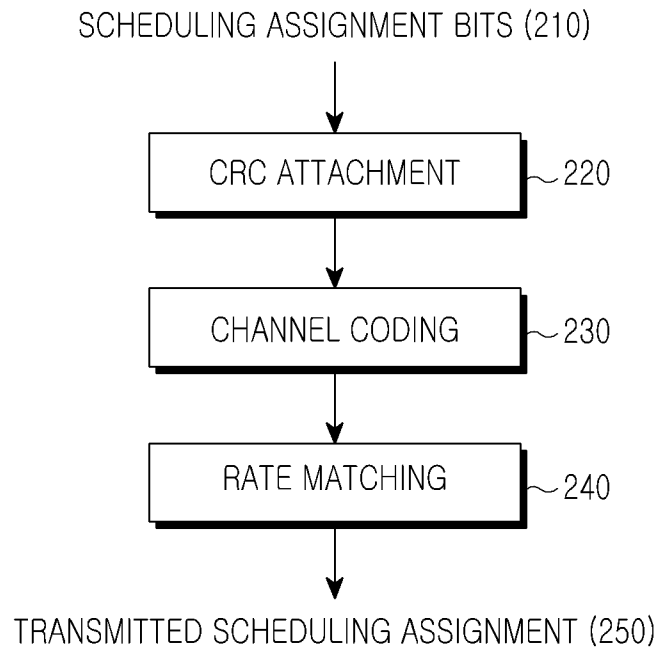 SCHEDULING ASSIGNMENT BITS (210)
CRC ATTACHMENT
220
CHANNEL CODING
230
RATE MATCHING
240
TRANSMITTED SCHEDULING ASSIGNMENT (250)